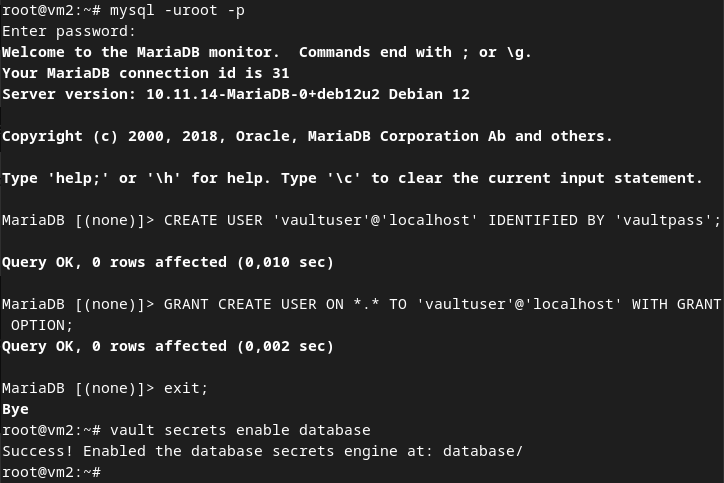 root@vm2:~# mysql -uroot -p
Enter password:
Welcome to the MariaDB monitor.  Commands end with ; or \g.
Your MariaDB connection id is 31
Server version: 10.11.14-MariaDB-0+deb12u2 Debian 12
Copyright (c) 2000, 2018, Oracle, MariaDB Corporation Ab and others.
Type 'help;' or '\h' for help. Type '\c' to clear the current input statement.
MariaDB [(none)]> CREATE USER 'vaultuser'@'localhost' IDENTIFIED BY 'vaultpass';
Query OK, 0 rows affected (0,010 sec)
MariaDB [(none)]> GRANT CREATE USER ON *.* TO 'vaultuser'@'localhost' WITH GRANT
 OPTION;
Query OK, 0 rows affected (0,002 sec)
MariaDB [(none)]> exit;
Bye
root@vm2:~# vault secrets enable database
Success! Enabled the database secrets engine at: database/
root@vm2:~#